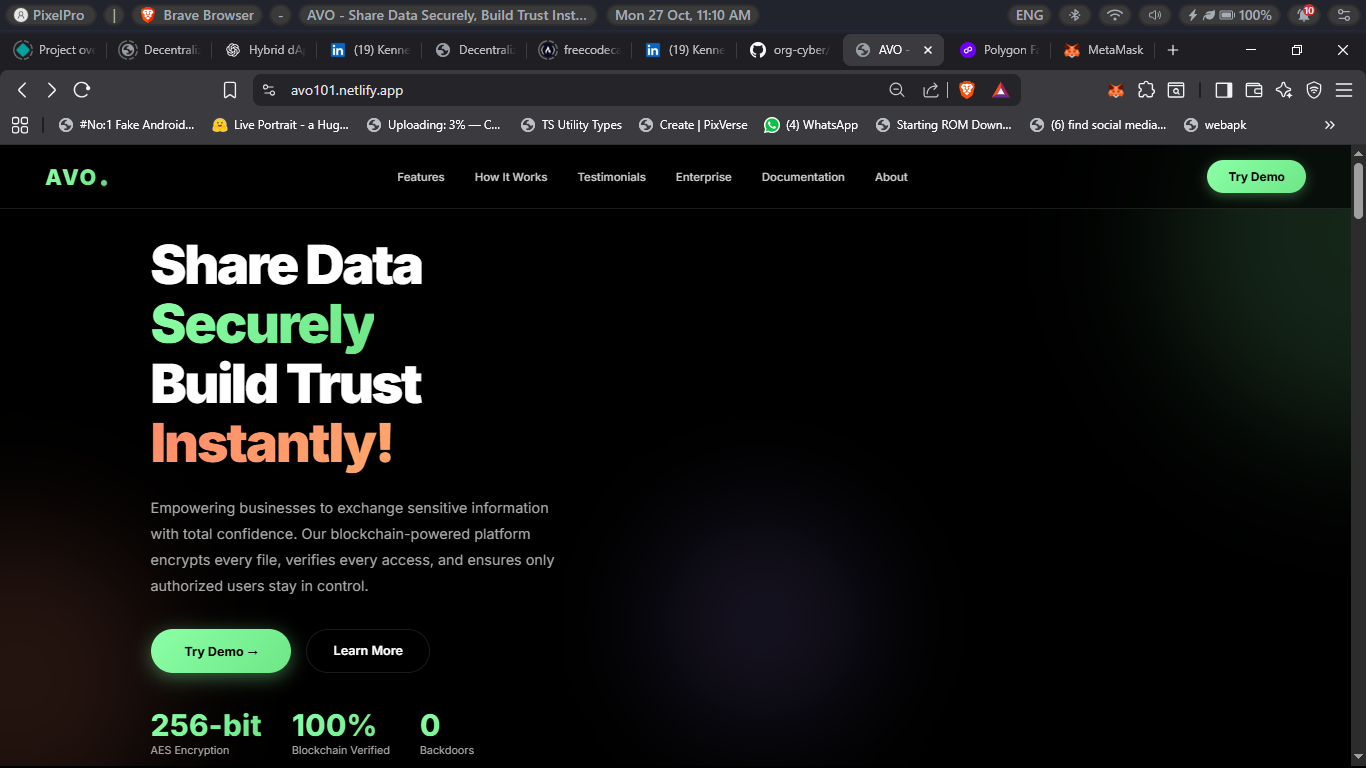 PixelPro | Brave Browser - AVO - Share Data Securely, Build Trust Inst... Mon 27 Oct, 11:10 AM ENG 100% 10
Project ov Decentrali Hybrid dA (19) Kenne Decentrali freecodeca (19) Kenne org-cyber/ AVO - Polygon Fa MetaMask
avo101.netlify.app
#No:1 Fake Android... Live Portrait - a Hug... Uploading: 3% — C... TS Utility Types Create | PixVerse (4) WhatsApp Starting ROM Down... (6) find social media... webapk
AVO. Features How It Works Testimonials Enterprise Documentation About Try Demo
Share Data
Securely
Build Trust
Instantly!
Empowering businesses to exchange sensitive information
with total confidence. Our blockchain-powered platform
encrypts every file, verifies every access, and ensures only
authorized users stay in control.
Try Demo → Learn More
256-bit 100% 0
AES Encryption Blockchain Verified Backdoors